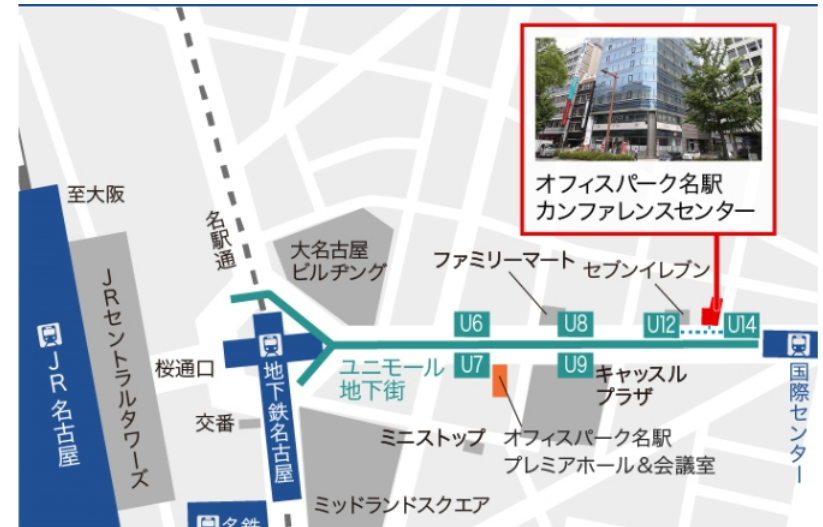 オフィスパーク名駅
カンファレンスセンター
至大阪
名駅通
大名古屋
ビルヂング
ファミリーマート
セブンイレブン
JRセントラルタワーズ
U6
U8
U12
U14
桜通口
ユニモール
地下街
U7
U9
キャッスル
プラザ
JR名古屋
地下鉄名古屋
国際センター
交番
ミニストップ
オフィスパーク名駅
プレミアホール&会議室
ミッドランドスクエア
名鉄